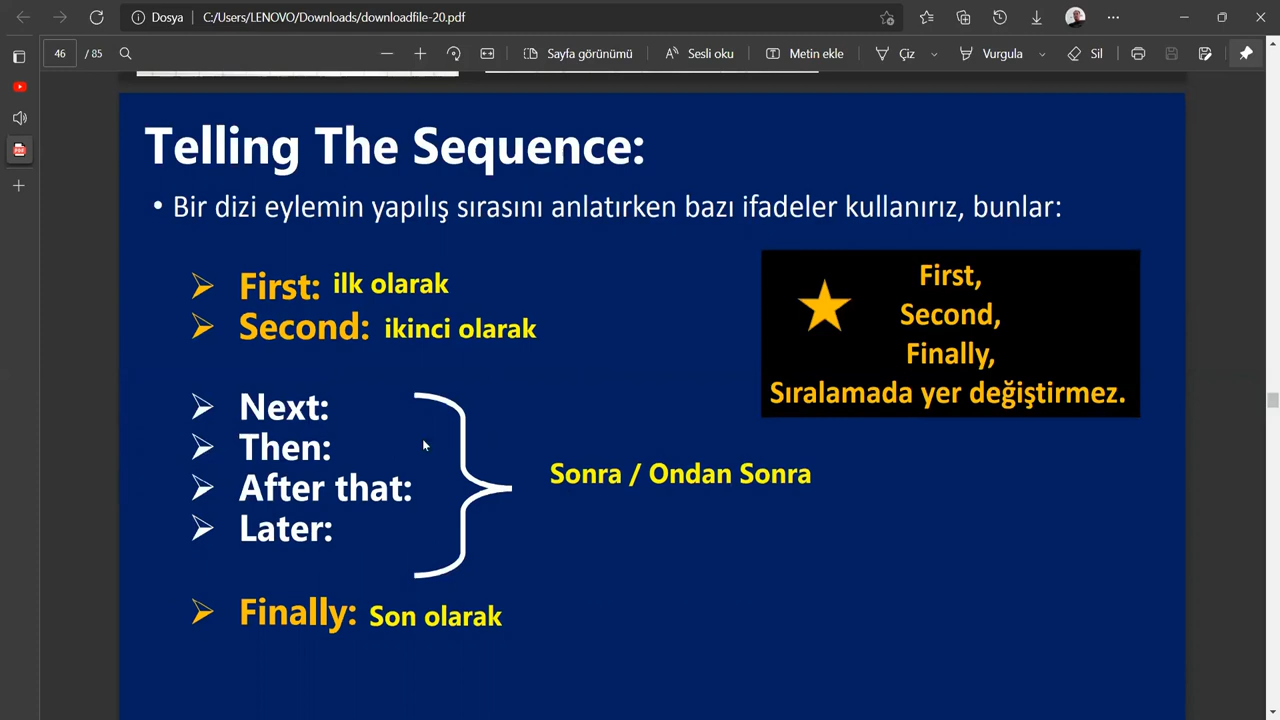 Dosya C:/Users/LENOVO/Downloads/downloadfile-20.pdf
46 / 85 Sayfa görünümü Sesli oku Metin ekle Çiz Vurgula Sil
Telling The Sequence:
• Bir dizi eylemin yapılış sırasını anlatırken bazı ifadeler kullanırız, bunlar:
First: ilk olarak
Second: ikinci olarak
Next:
Then:
After that:
Later:
Sonra / Ondan Sonra
Finally: Son olarak
First,
Second,
Finally,
Sıralamada yer değiştirmez.